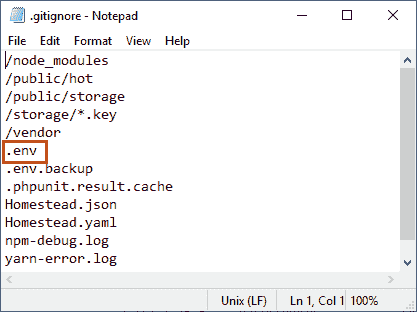 .gitignore - Notepad
File Edit Format View Help
/node_modules
/public/hot
/public/storage
/storage/*.key
/vendor
.env
.env.backup
.phpunit.result.cache
Homestead.json
Homestead.yaml
npm-debug.log
yarn-error.log
Unix (LF) Ln 1, Col 1 100%